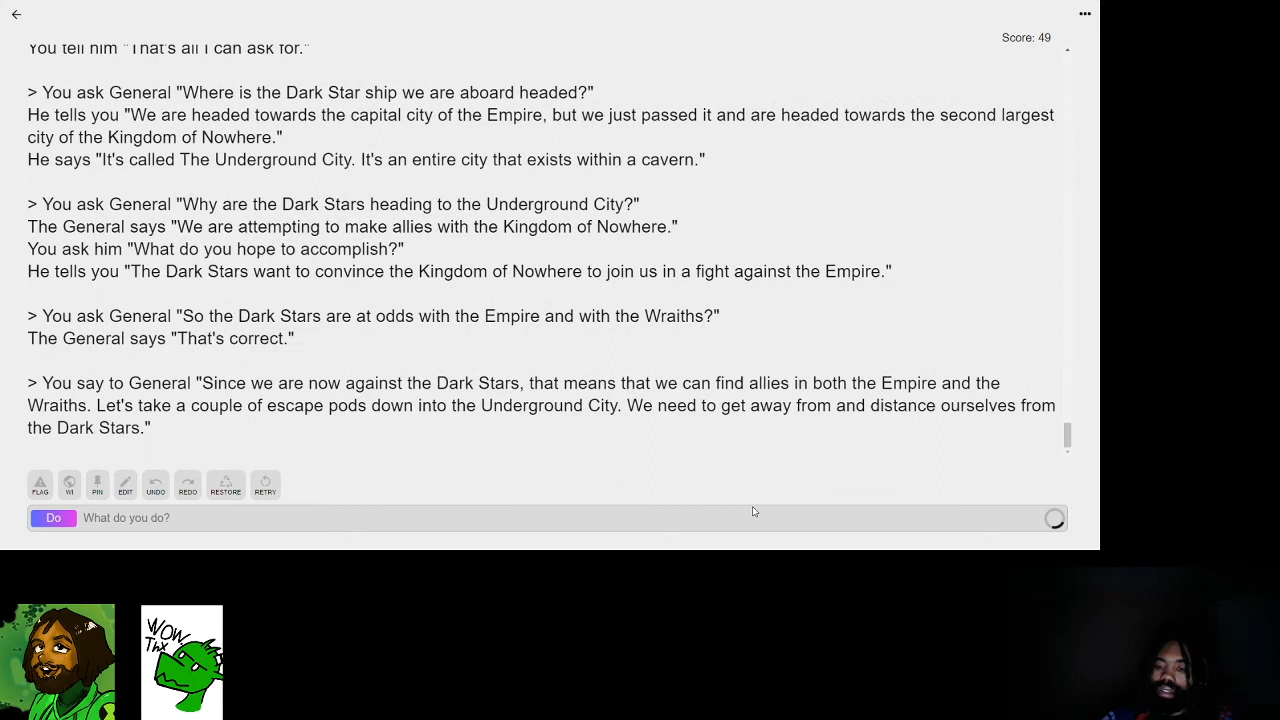 Score: 49
You tell him "That's all I can ask for."
> You ask General "Where is the Dark Star ship we are aboard headed?"
He tells you "We are headed towards the capital city of the Empire, but we just passed it and are headed towards the second largest
city of the Kingdom of Nowhere."
He says "It's called The Underground City. It's an entire city that exists within a cavern."
> You ask General "Why are the Dark Stars heading to the Underground City?"
The General says "We are attempting to make allies with the Kingdom of Nowhere."
You ask him "What do you hope to accomplish?"
He tells you "The Dark Stars want to convince the Kingdom of Nowhere to join us in a fight against the Empire."
> You ask General "So the Dark Stars are at odds with the Empire and with the Wraiths?"
The General says "That's correct."
> You say to General "Since we are now against the Dark Stars, that means that we can find allies in both the Empire and the
Wraiths. Let's take a couple of escape pods down into the Underground City. We need to get away from and distance ourselves from
the Dark Stars."
FLAG WI PIN EDIT UNDO REDO RESTORE RETRY
Do What do you do?
WOW
Thx